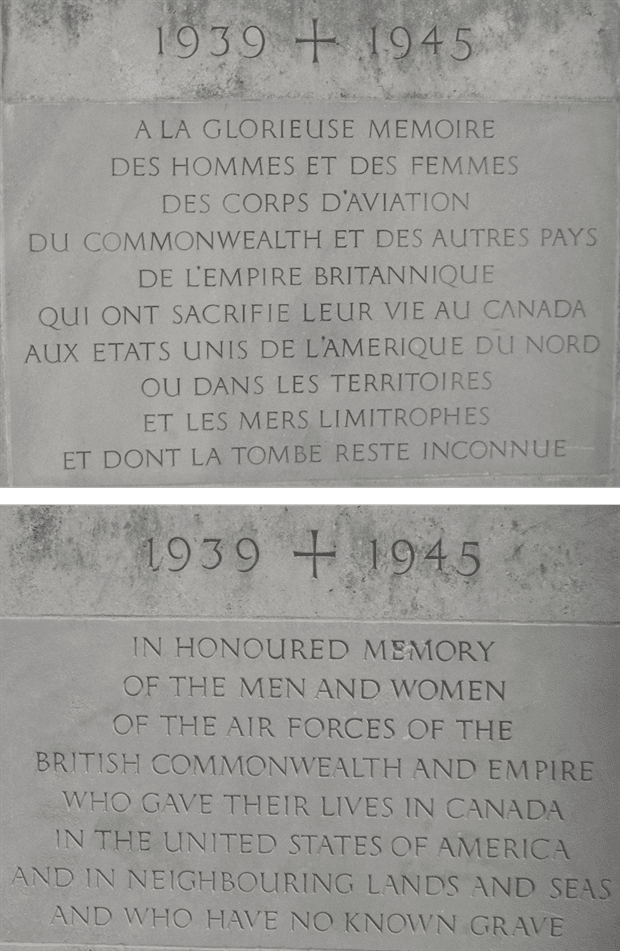 1939 + 1945
A LA GLORIEUSE MEMOIRE
DES HOMMES ET DES FEMMES
DES CORPS D'AVIATION
DU COMMONWEALTH ET DES AUTRES PAYS
DE L'EMPIRE BRITANNIQUE
QUI ONT SACRIFIE LEUR VIE AU CANADA
AUX ETATS UNIS DE L'AMERIQUE DU NORD
OU DANS LES TERRITOIRES
ET LES MERS LIMITROPHES
ET DONT LA TOMBE RESTE INCONNUE
1939 + 1945
IN HONOURED MEMORY
OF THE MEN AND WOMEN
OF THE AIR FORCES OF THE
BRITISH COMMONWEALTH AND EMPIRE
WHO GAVE THEIR LIVES IN CANADA
IN THE UNITED STATES OF AMERICA
AND IN NEIGHBOURING LANDS AND SEAS
AND WHO HAVE NO KNOWN GRAVE